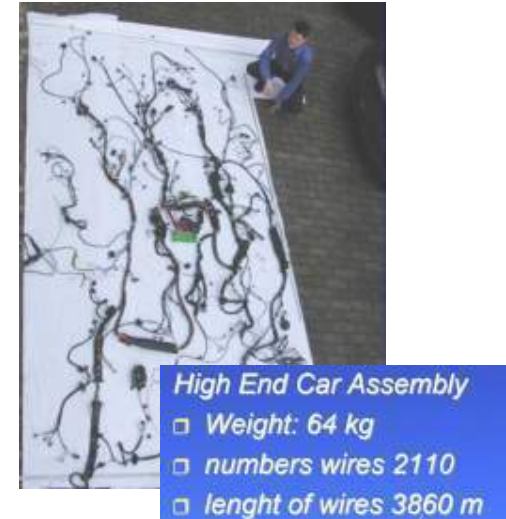 High End Car Assembly
Weight: 64 kg
numbers wires 2110
lenght of wires 3860 m